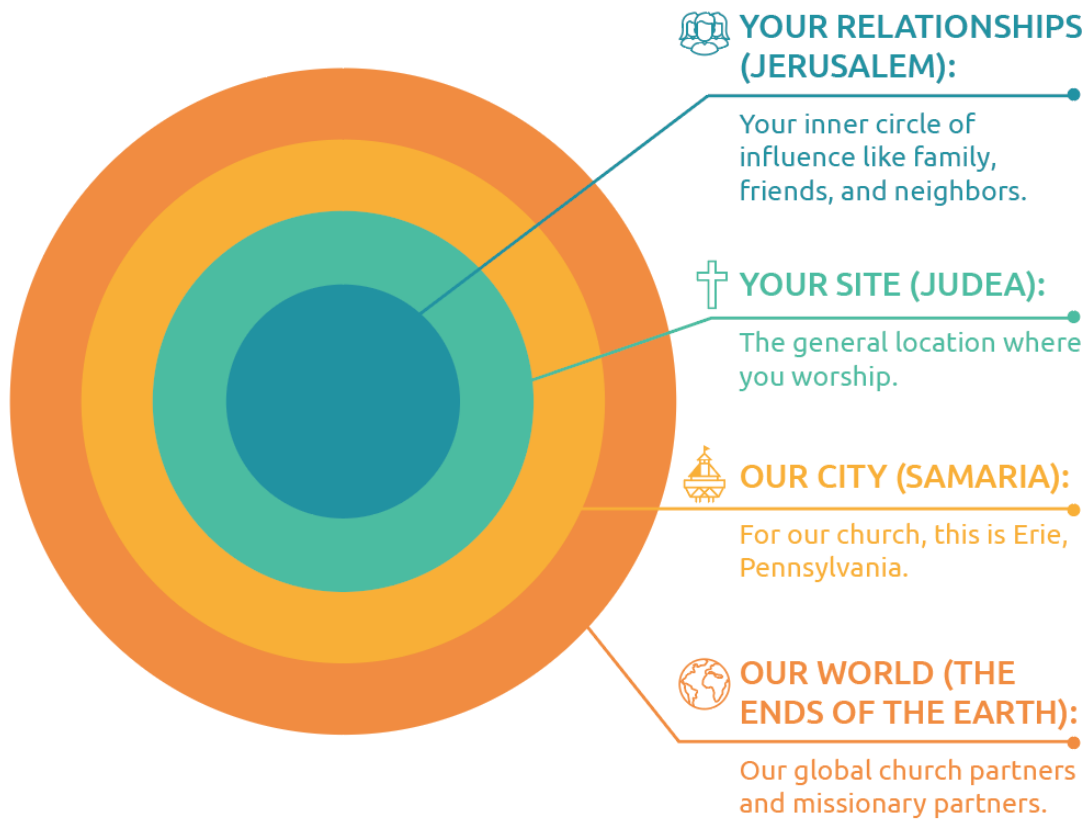 YOUR RELATIONSHIPS
(JERUSALEM):
Your inner circle of
influence like family,
friends, and neighbors.
YOUR SITE (JUDEA):
The general location where
you worship.
OUR CITY (SAMARIA):
For our church, this is Erie,
Pennsylvania.
OUR WORLD (THE
ENDS OF THE EARTH):
Our global church partners
and missionary partners.